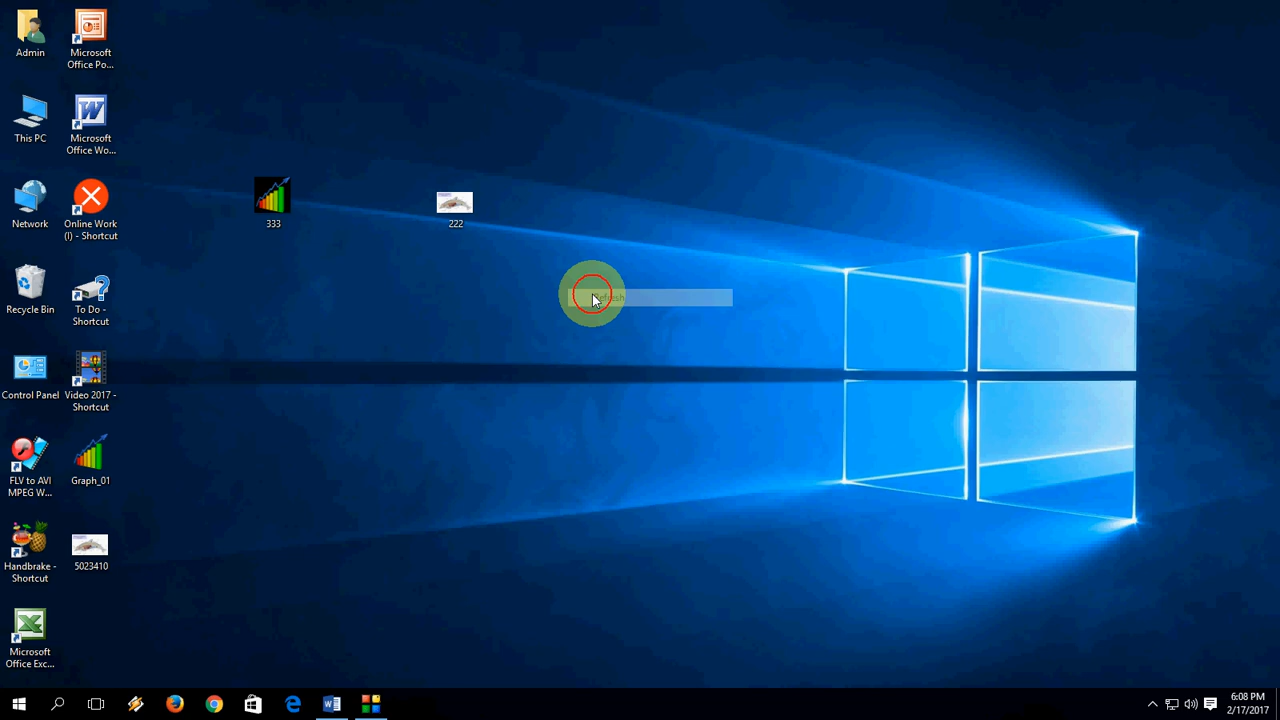 Admin
Microsoft
Office Po...
This PC
Microsoft
Office Wo...
Network
Online Work
(I) - Shortcut
Recycle Bin
To Do -
Shortcut
Control Panel
Video 2017 -
Shortcut
FLV to AVI
MPEG W...
Graph_01
Handbrake -
Shortcut
5023410
Microsoft
Office Exc...
333
222
Refresh
6:08 PM
2/17/2017